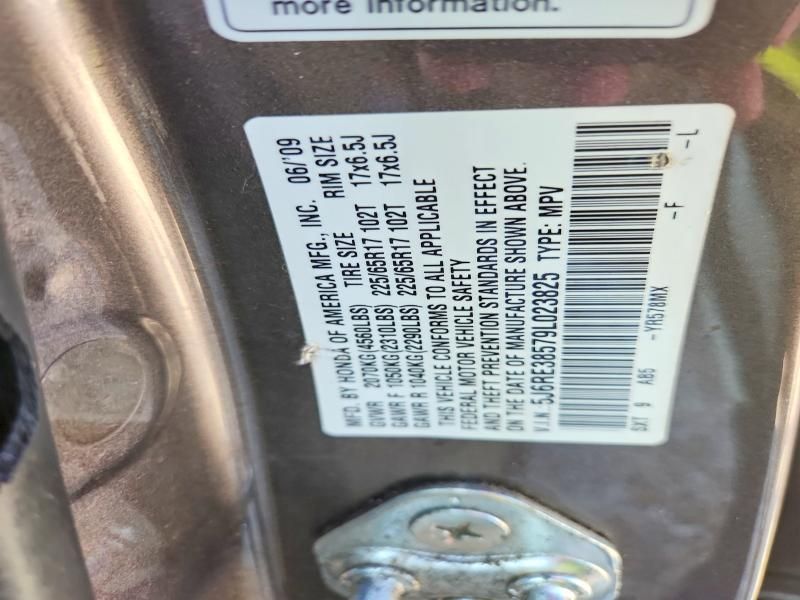 more information.
MFD. BY HONDA OF AMERICA MFG., INC. 06/'09
GVWR 2070KG(4560LBS) TIRE SIZE RIM SIZE
GAWR F 1050KG(2310LBS) 225/65R17 102T 17x6.5J
GAWR R 1040KG(2290LBS) 225/65R17 102T 17x6.5J
THIS VEHICLE CONFORMS TO ALL APPLICABLE
FEDERAL MOTOR VEHICLE SAFETY
AND THEFT PREVENTION STANDARDS IN EFFECT
ON THE DATE OF MANUFACTURE SHOWN ABOVE.
V.I.N. 5J6RE38579L023825 TYPE: MPV
SXT 9 AB5 -YR578MX -F -L